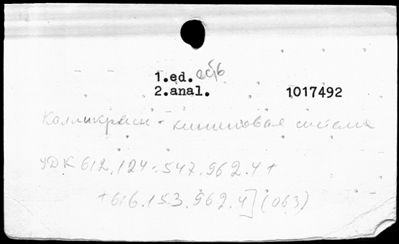 1.ed. обб
2.anal. 1017492
Калликреин-кининовая система
УДК 612.124:547.962.4+
+616.153.962.4](063)